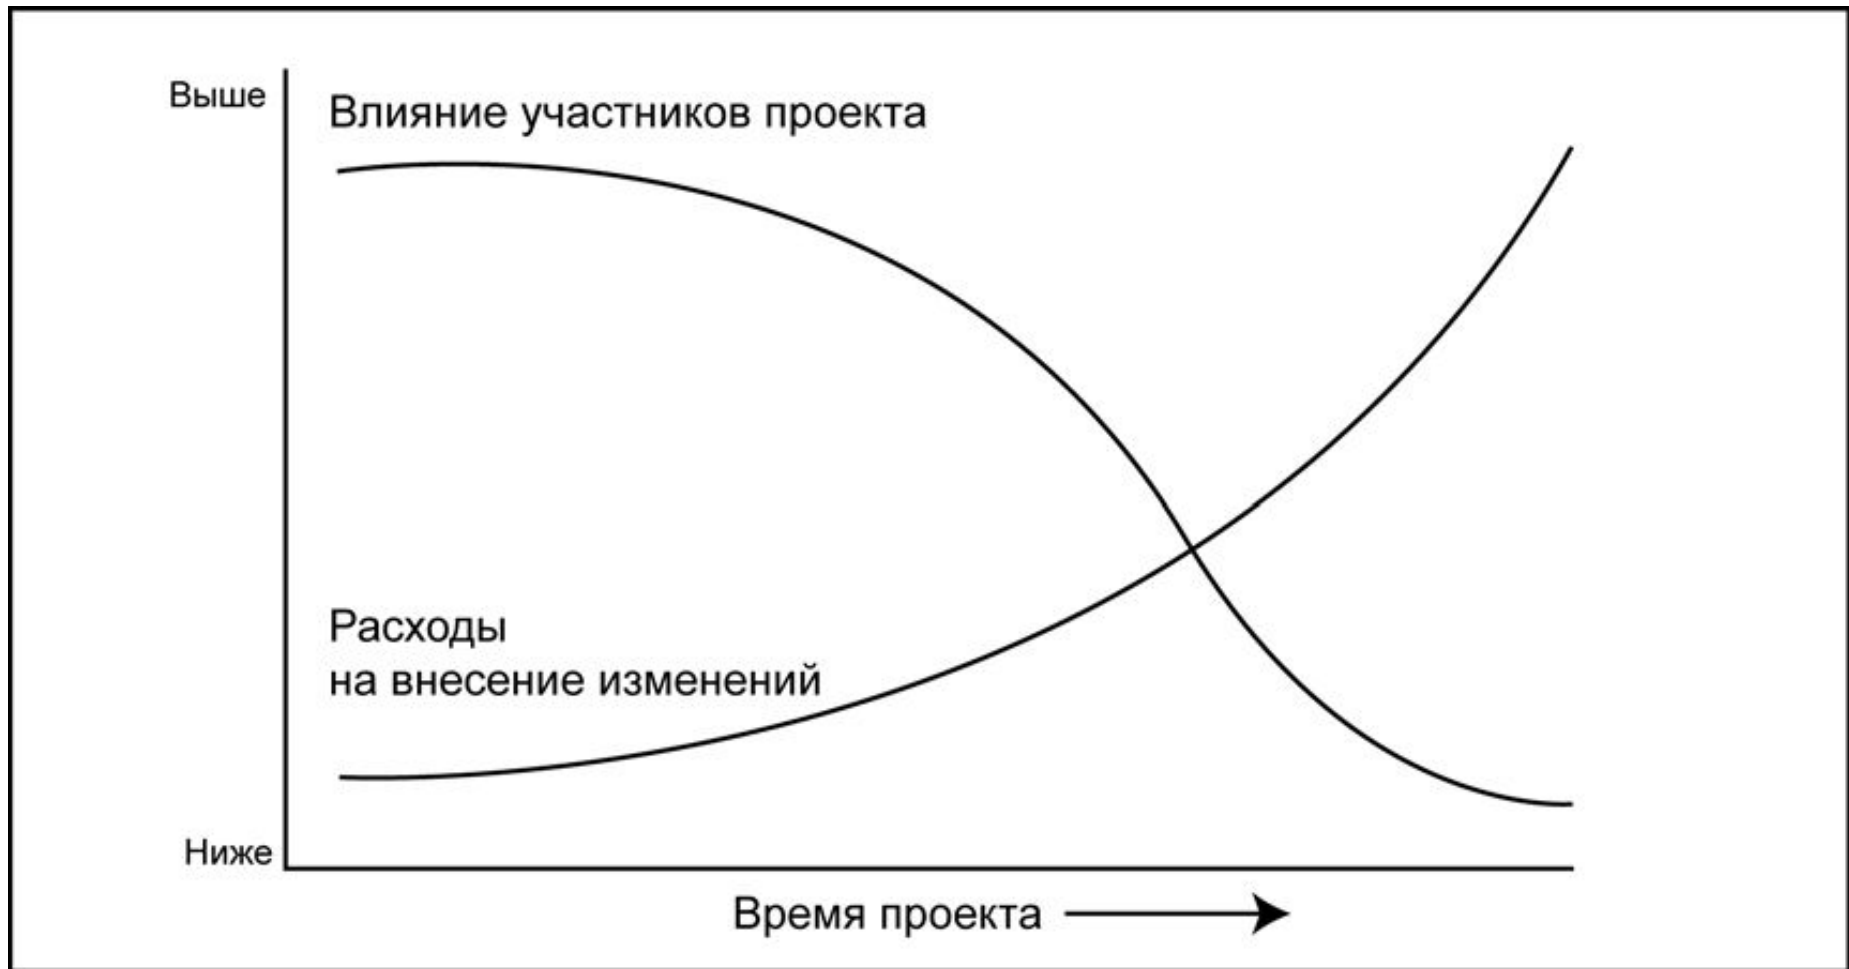 Выше
Влияние участников проекта
Расходы
на внесение изменений
Ниже
Время проекта